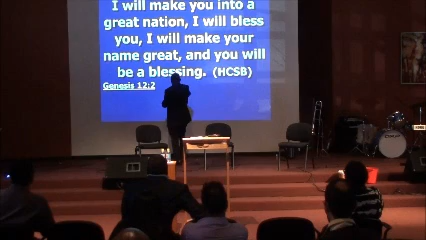 I will make you into a
great nation, I will bless
you, I will make your
name great, and you will
be a blessing. (HCSB)
Genesis 12:2